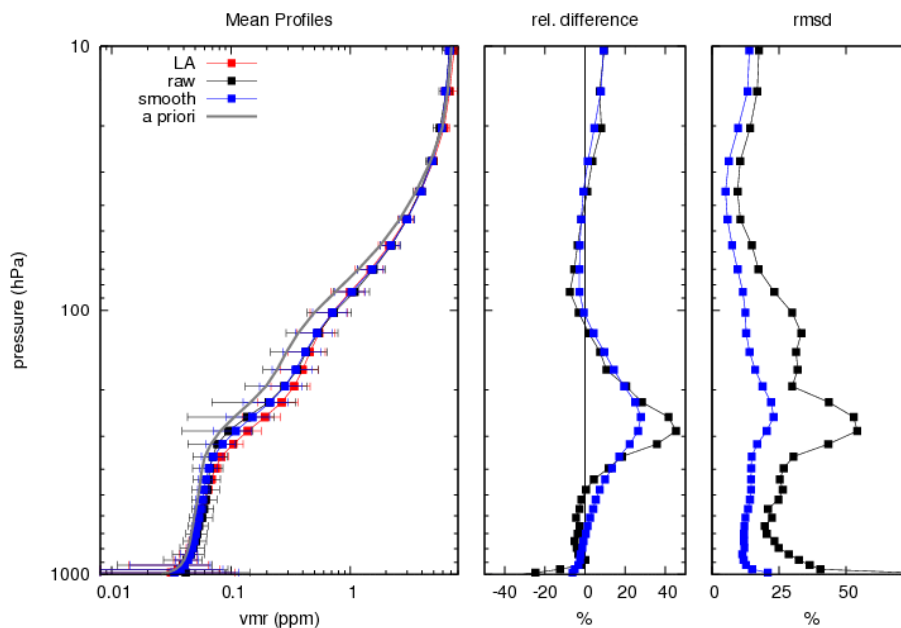 Mean Profiles
rel. difference
rmsd
10
100
1000
pressure (hPa)
LA
raw
smooth
a priori
0.01
0.1
1
vmr (ppm)
-40
-20
0
20
40
%
0
50
%